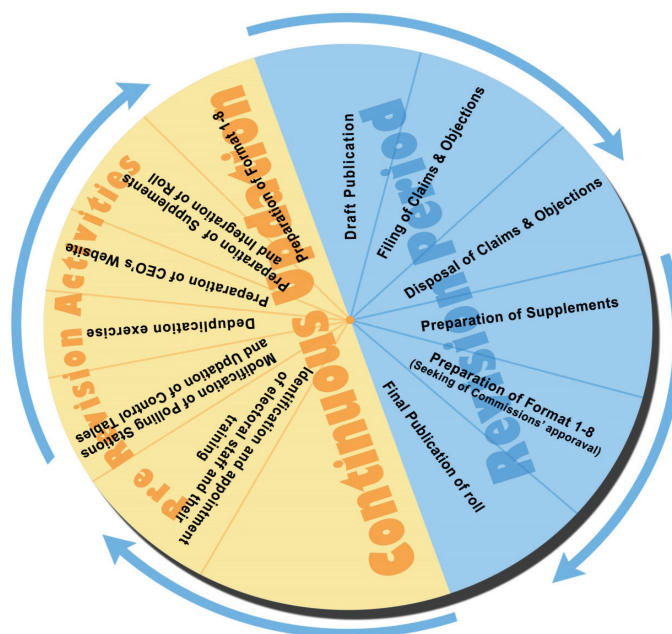 Draft Publication
Filing of Claims & Objections
Disposal of Claims & Objections
Preparation of Supplements
Preparation of Format 1-8
(Seeking of Commissions' apporaval)
Final Publication of roll
Revision period
Identification and appointment
of electoral staff and their
training
Modification of Polling Stations
and Updation of Control Tables
Deduplication exercise
Preparation of CEO's Website
Preparation of Supplements
and Integration of Roll
Preparation of Format 1-8
Pre Revision Activities
Continuous Updation